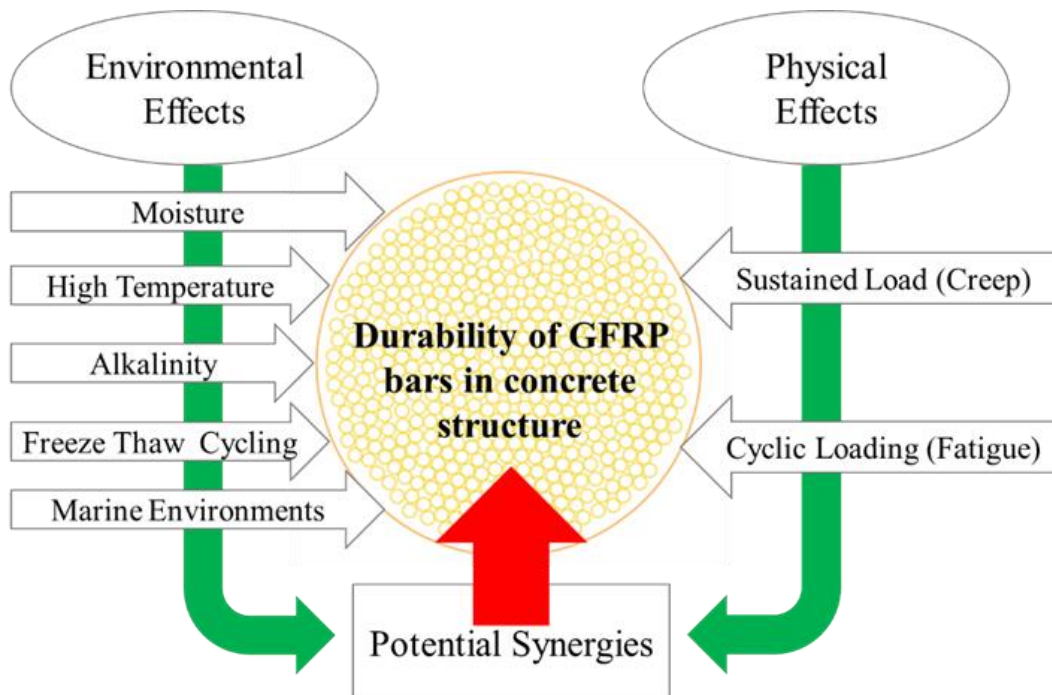 Environmental
Effects
Physical
Effects
Moisture
High Temperature
Alkalinity
Freeze Thaw Cycling
Marine Environments
Durability of GFRP
bars in concrete
structure
Sustained Load (Creep)
Cyclic Loading (Fatigue)
Potential Synergies